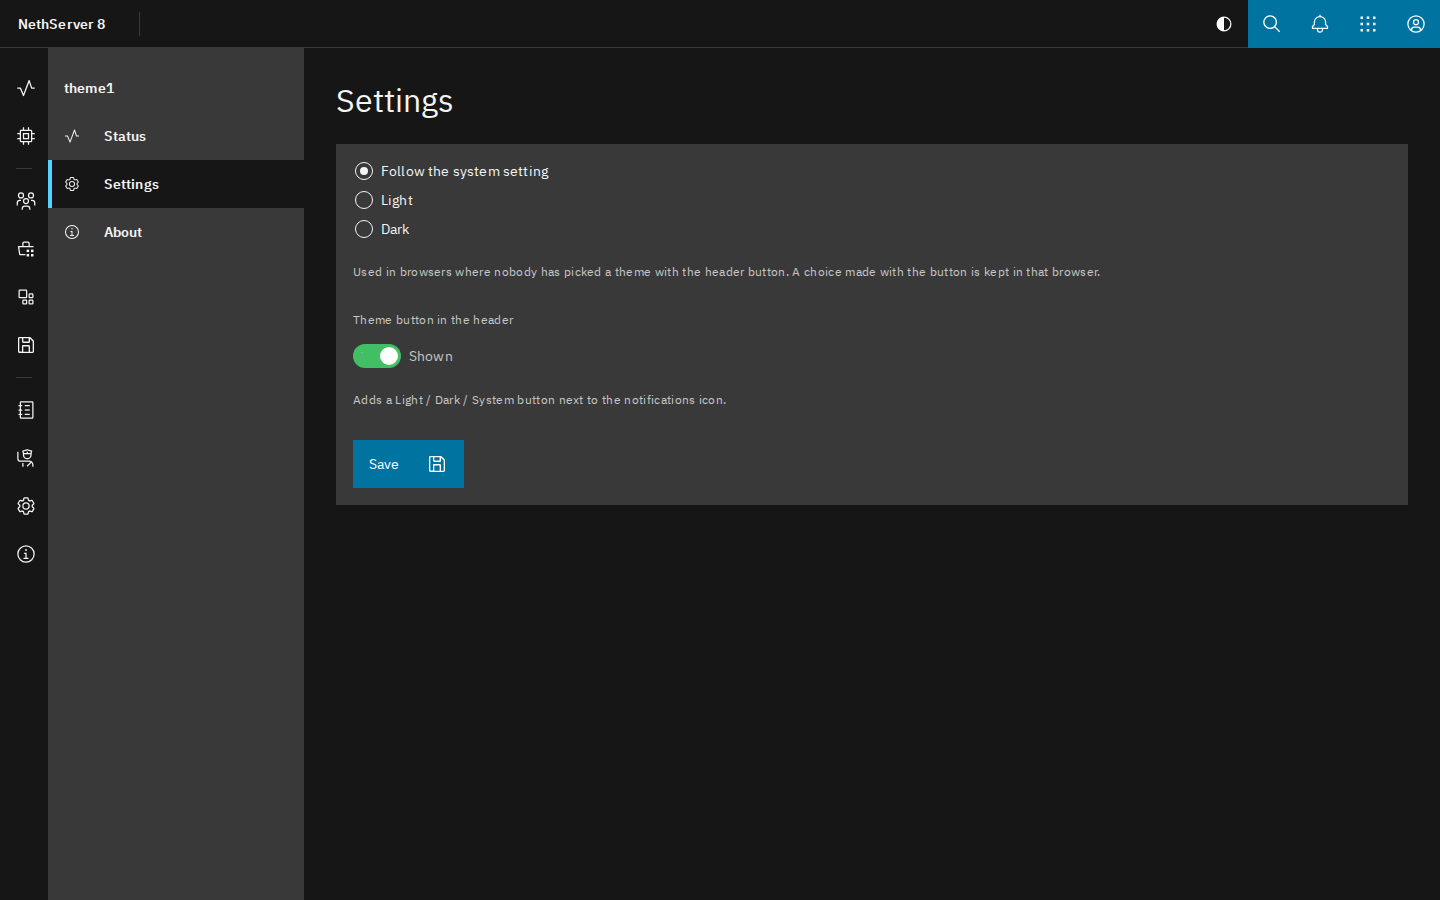 NethServer 8
theme1
Status
Settings
About
Settings
Follow the system setting
Light
Dark
Used in browsers where nobody has picked a theme with the header button. A choice made with the button is kept in that browser.
Theme button in the header
Shown
Adds a Light / Dark / System button next to the notifications icon.
Save